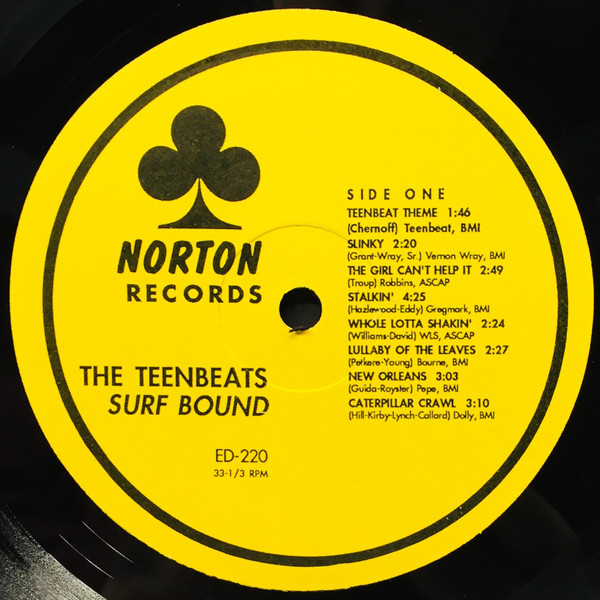 NORTON
RECORDS
THE TEENBEATS
SURF BOUND
ED-220
33-1/3 RPM
SIDE ONE
TEENBEAT THEME 1:46
(Chernoff) Teenbeat, BMI
SLINKY 2:20
(Grant-Wray, Sr.) Vernon Wray, BMI
THE GIRL CAN'T HELP IT 2:49
(Troup) Robbins, ASCAP
STALKIN' 4:25
(Hazlewood-Eddy) Gregmark, BMI
WHOLE LOTTA SHAKIN' 2:24
(Williams-David) WLS, ASCAP
LULLABY OF THE LEAVES 2:27
(Petkere-Young) Bourne, BMI
NEW ORLEANS 3:03
(Guida-Royster) Pepe, BMI
CATERPILLAR CRAWL 3:10
(Hill-Kirby-Lynch-Collard) Dolly, BMI